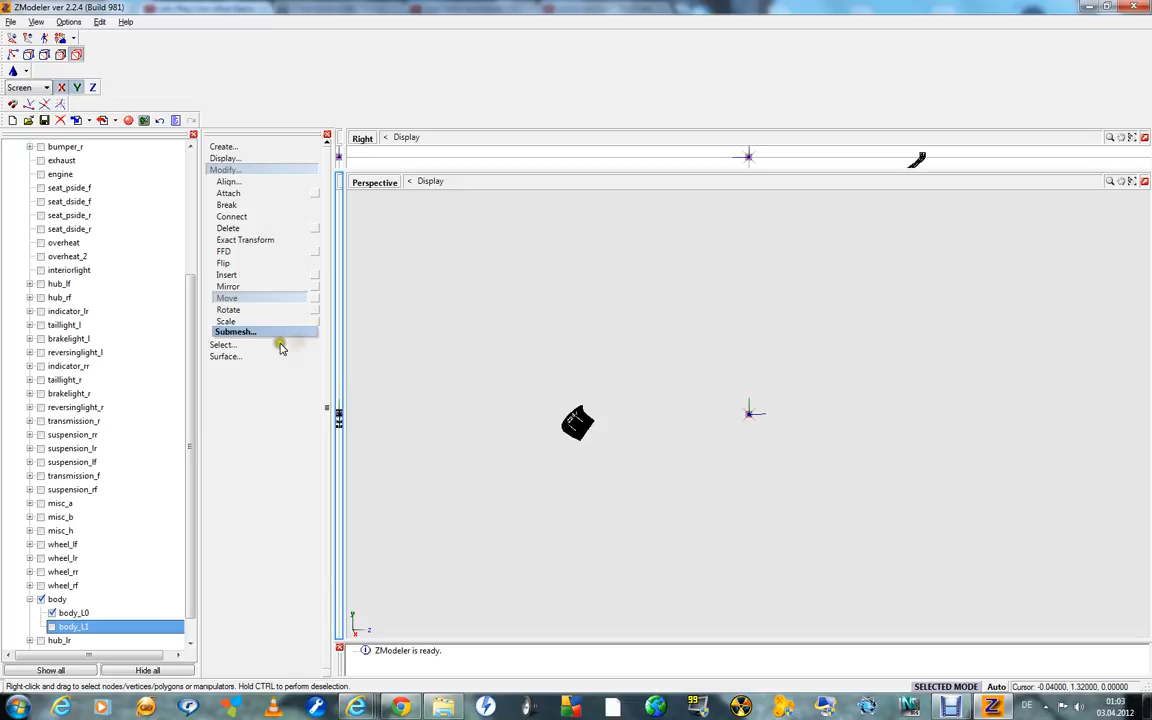 ZModeler ver 2.2.4 (Build 981)
File View Options Edit Help
Screen X Y Z
bumper_r
exhaust
engine
seat_pside_f
seat_dside_f
seat_pside_r
seat_dside_r
overheat
overheat_2
interiorlight
hub_lf
hub_rf
indicator_lr
taillight_l
brakelight_l
reversinglight_l
indicator_rr
taillight_r
brakelight_r
reversinglight_r
transmission_r
suspension_rr
suspension_lr
suspension_lf
transmission_f
suspension_rf
misc_a
misc_b
misc_h
wheel_lf
wheel_lr
wheel_rr
wheel_rf
body
body_L0
body_L1
hub_lr
Show all Hide all
Create...
Display...
Modify...
Align...
Attach
Break
Connect
Delete
Exact Transform
FFD
Flip
Insert
Mirror
Move
Rotate
Scale
Submesh...
Select...
Surface...
Right < Display
Perspective < Display
y
z
x
ZModeler is ready.
Right-click and drag to select nodes/vertices/polygons or manipulators. Hold CTRL to perform deselection.
SELECTED MODE Auto Cursor: -0.04000, 1.32000, 0.00000
99
DE
01:03
03.04.2012